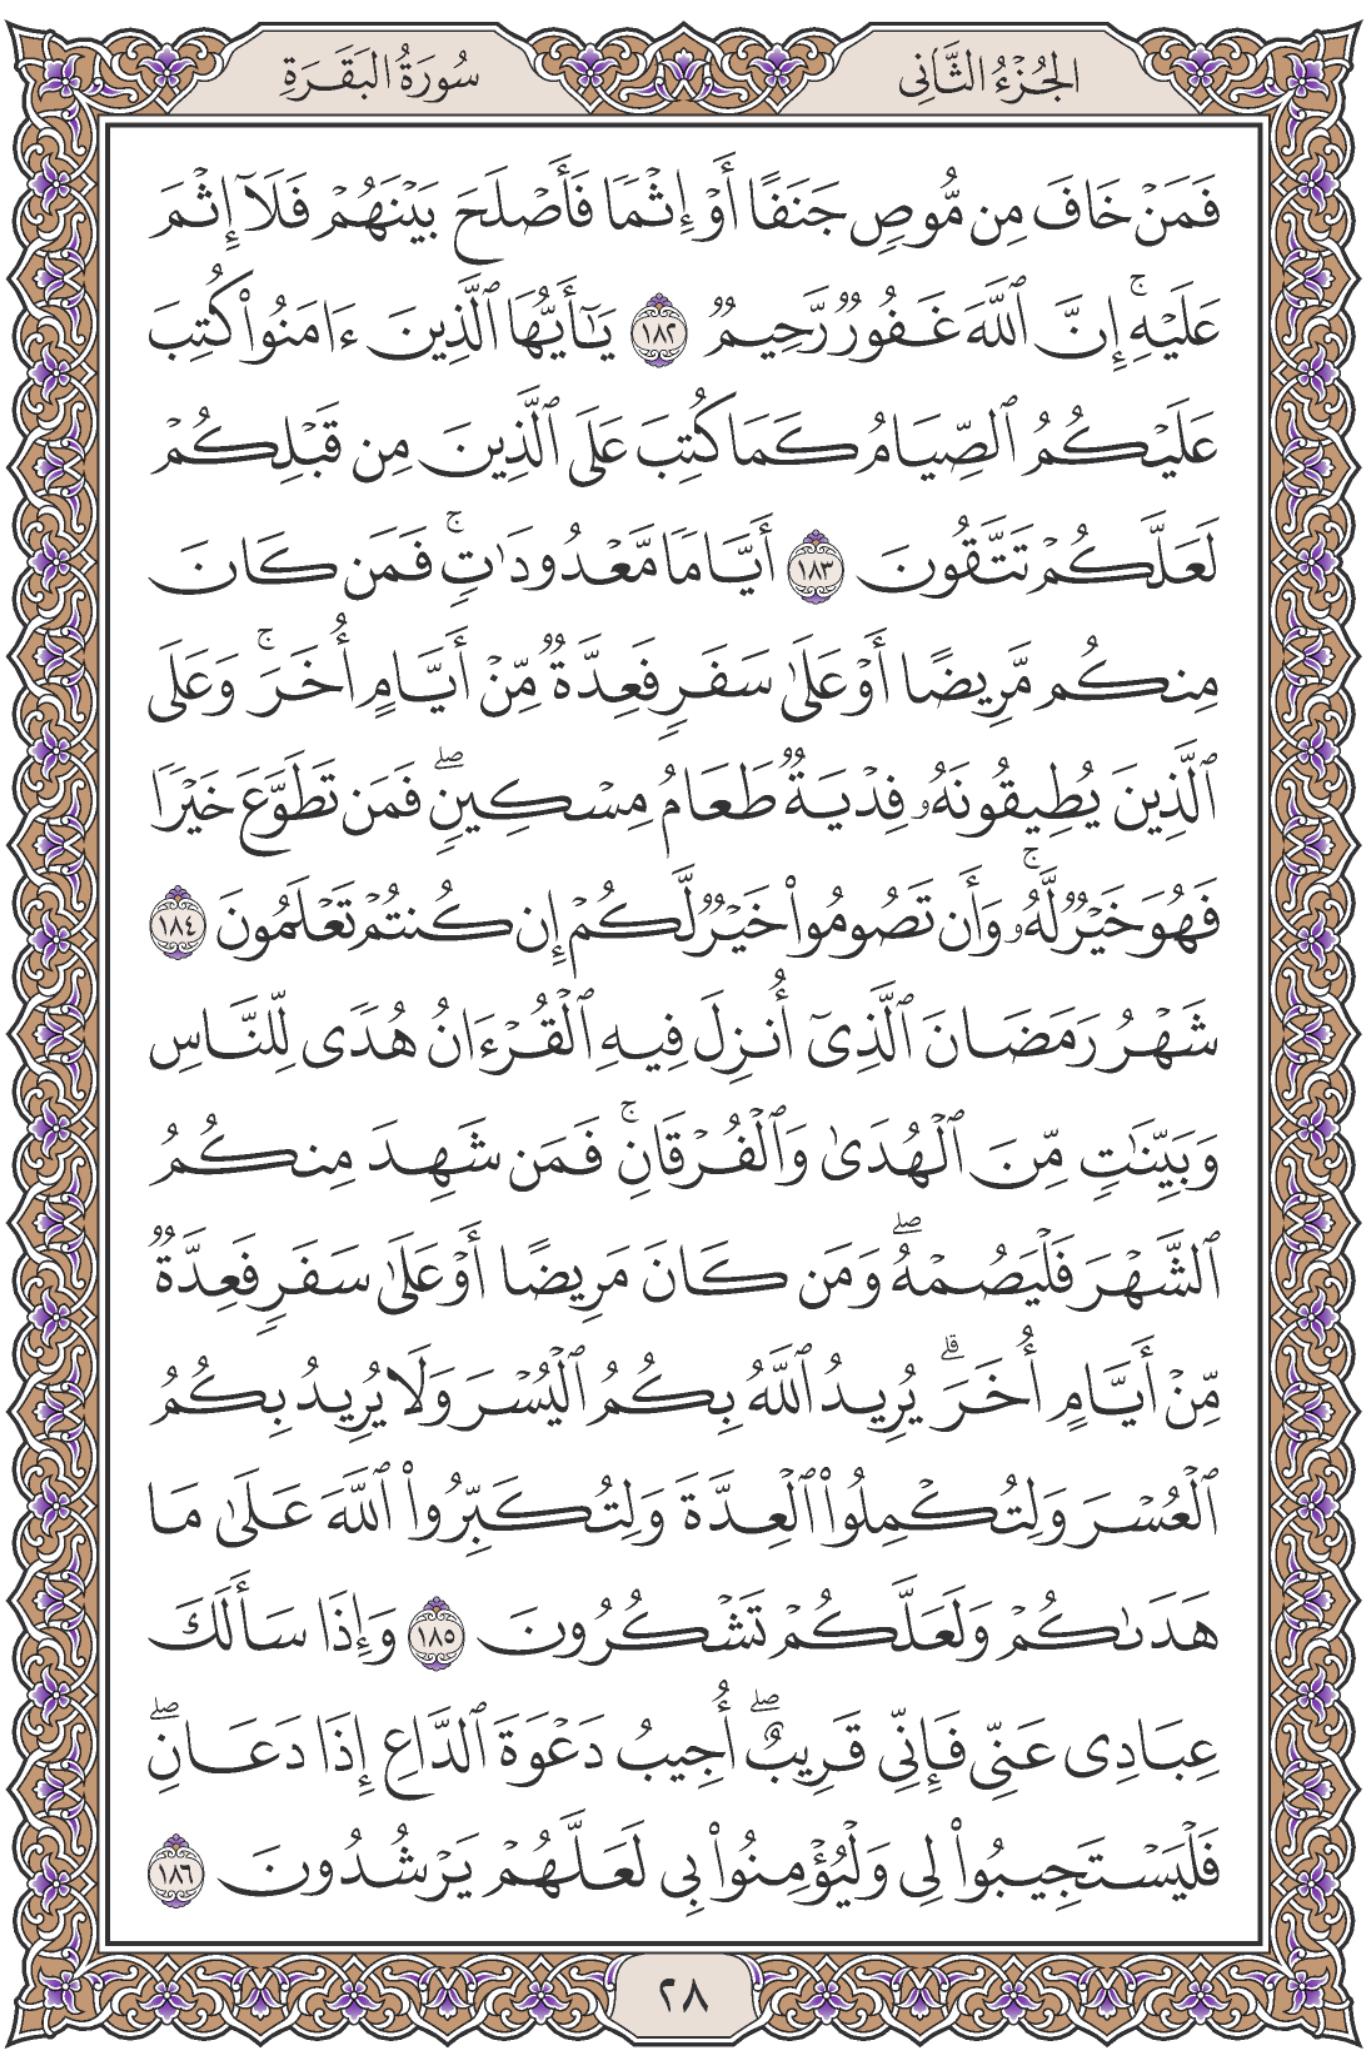 الجُزْءُ الثَّانِى
سُورَةُ البَقَرَةِ
فَمَنْ خَافَ مِن مُّوصٍ جَنَفًا أَوْ إِثْمًا فَأَصْلَحَ بَيْنَهُمْ فَلَآ إِثْمَ
عَلَيْهِۚ إِنَّ ٱللَّهَ غَفُورٌ رَّحِيمٌ ١٨٢ يَٰٓأَيُّهَا ٱلَّذِينَ ءَامَنُوا۟ كُتِبَ
عَلَيْكُمُ ٱلصِّيَامُ كَمَا كُتِبَ عَلَى ٱلَّذِينَ مِن قَبْلِكُمْ
لَعَلَّكُمْ تَتَّقُونَ ١٨٣ أَيَّامًا مَّعْدُودَٰتٍۚ فَمَن كَانَ
مِنكُم مَّرِيضًا أَوْ عَلَىٰ سَفَرٍ فَعِدَّةٌ مِّنْ أَيَّامٍ أُخَرَۚ وَعَلَى
ٱلَّذِينَ يُطِيقُونَهُۥ فِدْيَةٌ طَعَامُ مِسْكِينٍۖ فَمَن تَطَوَّعَ خَيْرًا
فَهُوَ خَيْرٌ لَّهُۥۚ وَأَن تَصُومُوا۟ خَيْرٌ لَّكُمْ إِن كُنتُمْ تَعْلَمُونَ ١٨٤
شَهْرُ رَمَضَانَ ٱلَّذِىٓ أُنزِلَ فِيهِ ٱلْقُرْءَانُ هُدًى لِّلنَّاسِ
وَبَيِّنَٰتٍ مِّنَ ٱلْهُدَىٰ وَٱلْفُرْقَانِۚ فَمَن شَهِدَ مِنكُمُ
ٱلشَّهْرَ فَلْيَصُمْهُۖ وَمَن كَانَ مَرِيضًا أَوْ عَلَىٰ سَفَرٍ فَعِدَّةٌ
مِّنْ أَيَّامٍ أُخَرَۗ يُرِيدُ ٱللَّهُ بِكُمُ ٱلْيُسْرَ وَلَا يُرِيدُ بِكُمُ
ٱلْعُسْرَ وَلِتُكْمِلُوا۟ ٱلْعِدَّةَ وَلِتُكَبِّرُوا۟ ٱللَّهَ عَلَىٰ مَا
هَدَىٰكُمْ وَلَعَلَّكُمْ تَشْكُرُونَ ١٨٥ وَإِذَا سَأَلَكَ
عِبَادِى عَنِّى فَإِنِّى قَرِيبٌۖ أُجِيبُ دَعْوَةَ ٱلدَّاعِ إِذَا دَعَانِۖ
فَلْيَسْتَجِيبُوا۟ لِى وَلْيُؤْمِنُوا۟ بِى لَعَلَّهُمْ يَرْشُدُونَ ١٨٦
٢٨